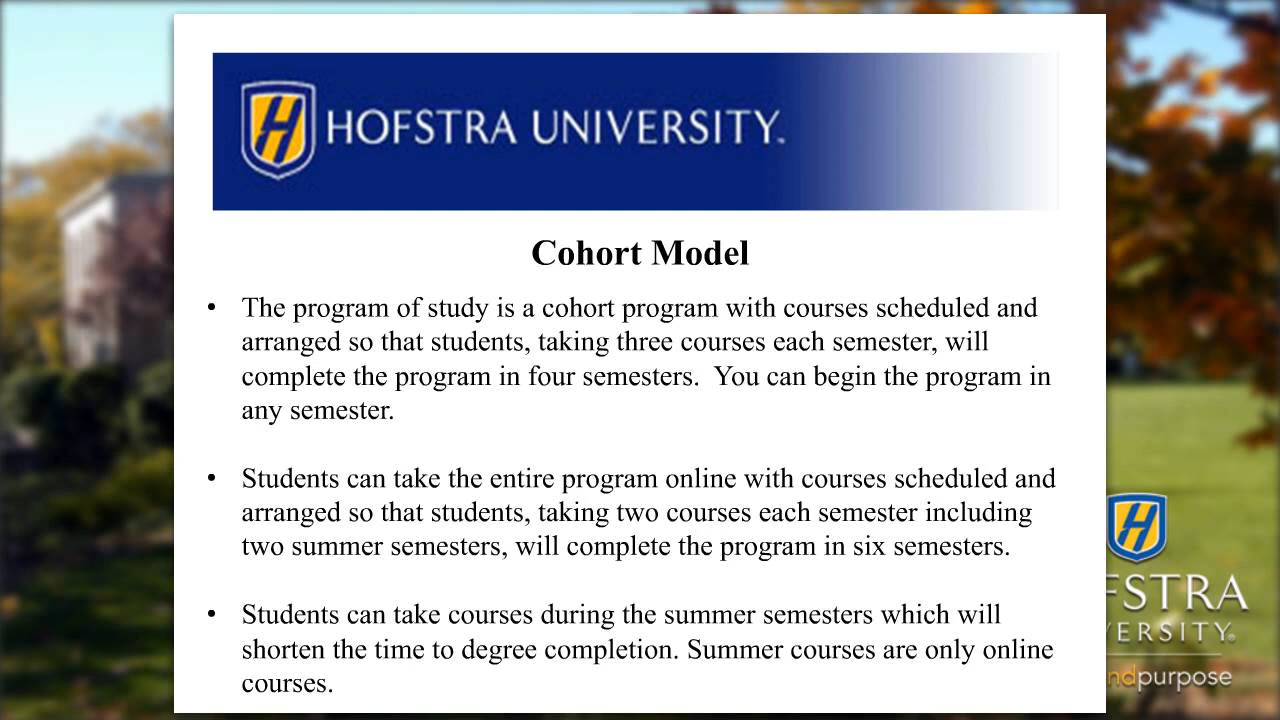 HOFSTRA UNIVERSITY™
Cohort Model
• The program of study is a cohort program with courses scheduled and
arranged so that students, taking three courses each semester, will
complete the program in four semesters.  You can begin the program in
any semester.
• Students can take the entire program online with courses scheduled and
arranged so that students, taking two courses each semester including
two summer semesters, will complete the program in six semesters.
• Students can take courses during the summer semesters which will
shorten the time to degree completion. Summer courses are only online
courses.
FSTRA
VERSITY®
ndpurpose